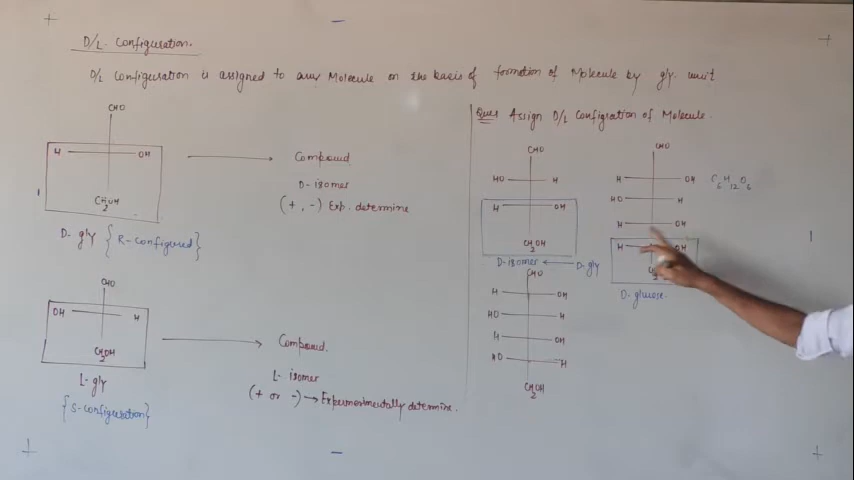 D/L Configuration.
D/L Configuration is assigned to any Molecule on the basis of formation of Molecule by gly. unit
CHO
H OH
CH2OH
D-gly {R-Configured}
Compound
D-isomer
(+, -) Exp. determine
CHO
OH H
CH2OH
L-gly
{S-Configuration}
Compound.
L-isomer
(+ or -) → Experimentally determine.
Ques Assign D/L Configration of Molecule.
CHO
HO H
H OH
CH2OH
D-isomer ← D-gly
CHO
H OH
HO H
H OH
HO H
CH2OH
CHO
H OH C6H12O6
HO H
H OH
H OH
D-glucose.